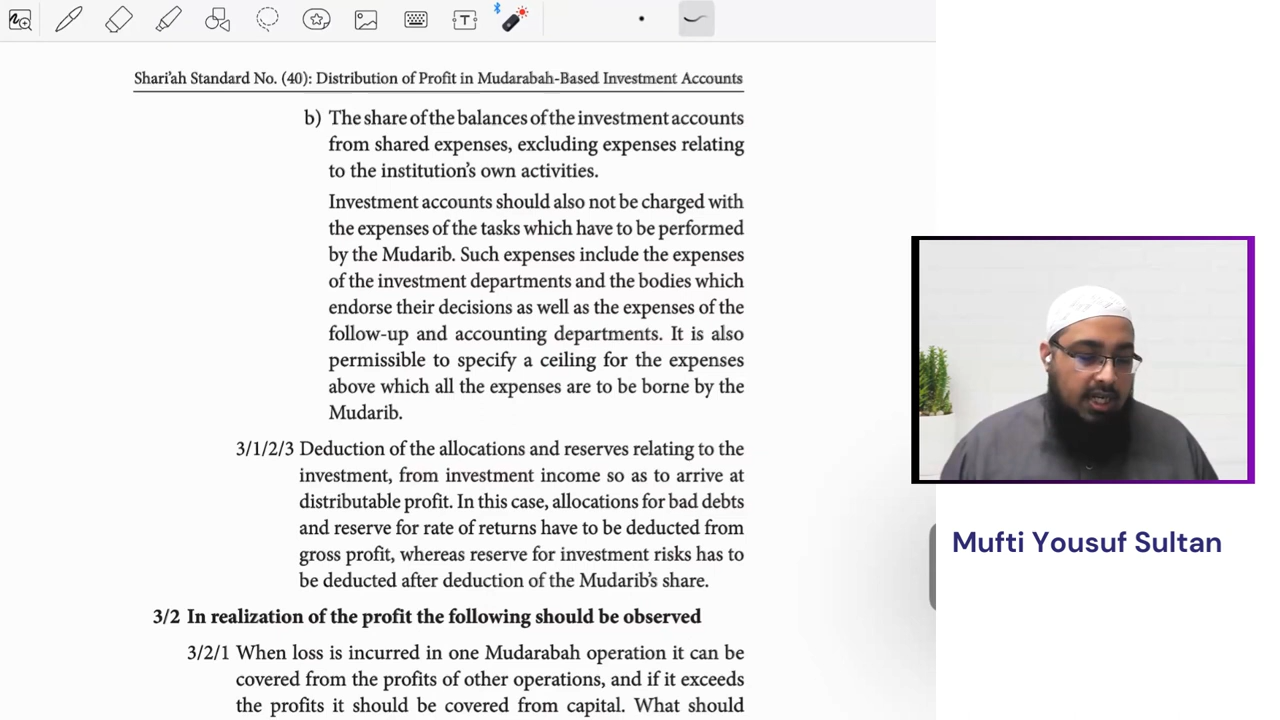 Shari'ah Standard No. (40): Distribution of Profit in Mudarabah-Based Investment Accounts
b) The share of the balances of the investment accounts
from shared expenses, excluding expenses relating
to the institution's own activities.
Investment accounts should also not be charged with
the expenses of the tasks which have to be performed
by the Mudarib. Such expenses include the expenses
of the investment departments and the bodies which
endorse their decisions as well as the expenses of the
follow-up and accounting departments. It is also
permissible to specify a ceiling for the expenses
above which all the expenses are to be borne by the
Mudarib.
3/1/2/3 Deduction of the allocations and reserves relating to the
investment, from investment income so as to arrive at
distributable profit. In this case, allocations for bad debts
and reserve for rate of returns have to be deducted from
gross profit, whereas reserve for investment risks has to
be deducted after deduction of the Mudarib's share.
3/2 In realization of the profit the following should be observed
3/2/1 When loss is incurred in one Mudarabah operation it can be
covered from the profits of other operations, and if it exceeds
the profits it should be covered from capital. What should
Mufti Yousuf Sultan